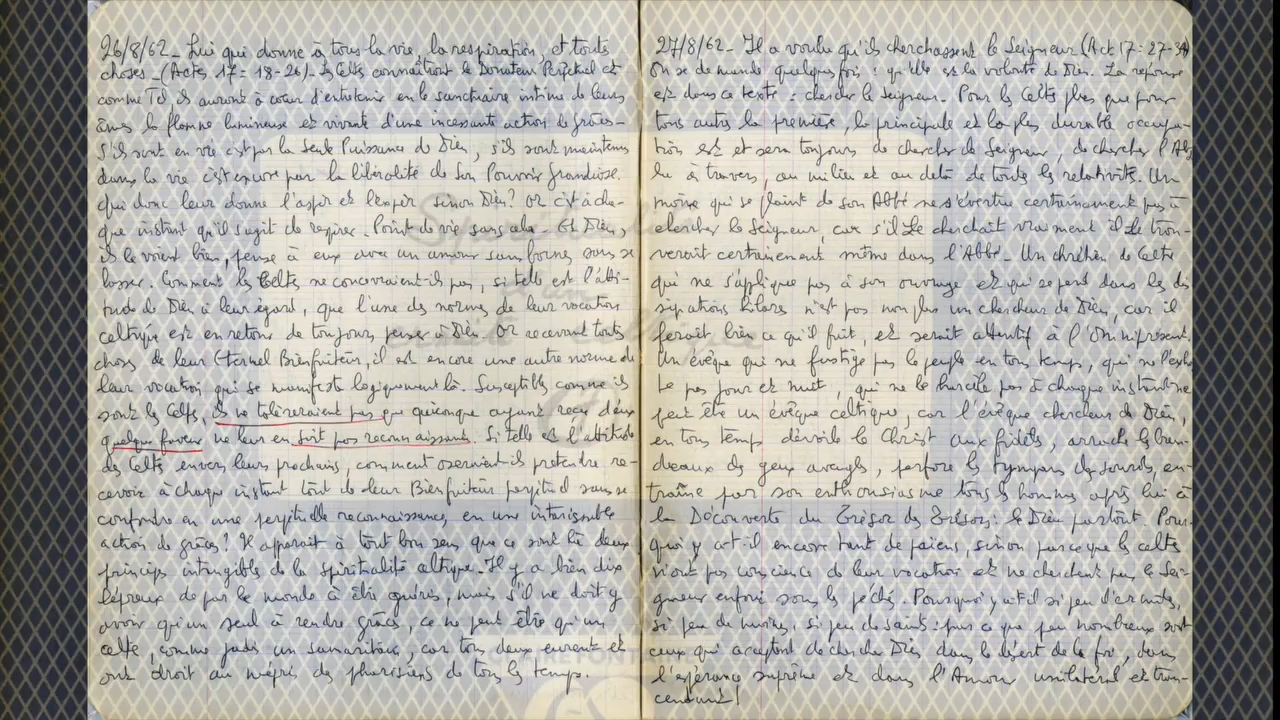 26/8/62 - Lui qui donne à tous la vie, la respiration, et toute
choses - (Actes 17 = 18-26) - Les Celtes connaîtront le Donateur Perpétuel et
comme Tel, ils auront à cœur d'entretenir en le sanctuaire intime de leurs
âmes la flamme lumineuse et vivante d'une incessante action de grâces -
S'ils sont en vie c'est par la Seule Puissance de Dieu, s'ils sont maintenus
dans la vie c'est encore par la libéralité de Son Pouvoir grandiose.
qui donc leur donne l'aspir et l'exspir sinon Dieu? Or c'est à cha-
que instant qu'il s'agit de respirer - Point de vie sans cela - Et Dieu,
ils le voient bien, pense à eux avec un amour sans bornes sans se
lasser. Comment les Celtes ne concevraient-ils pas, si telle est l'atti-
tude de Dieu à leur égard, que l'une des normes de leur vocation
celtique est en retour de toujours penser à Dieu. Or recevant toutes
choses de leur Eternel Bienfaiteur, il est encore une autre norme de
leur vocation qui se manifeste logiquement là. Susceptibles comme ils
sont les Celtes, ils ne toléreraient pas que quiconque ayant reçu d'eux
quelque faveur ne leur en soit pas reconnaissant. Si telle est l'attitude
des Celtes envers leurs prochains, comment oseraient-ils prétendre re-
cevoir à chaque instant tout de leur Bienfaiteur perpétuel sans se
confondre en une perpétuelle reconnaissance, en une intarissable
action de grâces? Il apparaît à tout bon sens que ce sont là deux
principes intangibles de la spiritualité celtique. Il y a bien dix
lépreux de par le monde à être guéris, mais s'il ne doit y
avoir qu'un seul à rendre grâces, ce ne peut être qu'un
celte, comme jadis un samaritain, car tous deux eurent et
ont droit au mépris des pharisiens de tous les temps.
27/8/62 - Il a voulu qu'ils cherchassent le Seigneur (Act 17 = 27-34)
On se demande quelques fois : qu'elle est la volonté de Dieu. La réponse
est dans ce texte = chercher le Seigneur. Pour les Celtes plus que pour
tous autres la première, la principale et la plus durable occupa-
tion est et sera toujours de chercher le Seigneur, de chercher l'Abso-
lu à travers, au milieu et au delà de toutes les relativités. Un
moine qui se plaint de son Abbé ne s'évertue certainement pas à
chercher le Seigneur, car s'il Le cherchait vraiment il Le trou-
verait certainement même dans l'Abbé - Un chrétien de Celte
qui ne s'applique pas à son ouvrage et qui se perd dans les dis-
sipations hilares n'est pas non plus un chercheur de Dieu, car il
ferait bien ce qu'il fait, et serait attentif à l'Omniprésent.
Un évêque qui ne fustige pas le peuple en tous temps, qui ne l'exhor-
te pas jour et nuit, qui ne le harcèle pas à chaque instant ne
peut être un évêque celtique, car l'évêque chercheur de Dieu,
en tous temps dévoile le Christ aux fidèles, arrache les ban-
deaux des yeux aveugles, perfore les tympans des sourds, en-
traîne par son enthousiasme tous les hommes après lui à
la Découverte du Trésor des Trésors : le Dieu partout. Pour-
quoi y a-t-il encore tant de païens, sinon parce que les celtes
n'ont pas conscience de leur vocation et ne cherchent pas le Sei-
gneur enfoui sous les péchés. Pourquoi y a-t-il si peu d'ermites,
si peu de moines, si peu de saints : parce que peu nombreux sont
ceux qui acceptent de chercher Dieu dans le désert de la foi, dans
l'espérance suprême et dans l'Amour unilatéral et trans-
cendant!